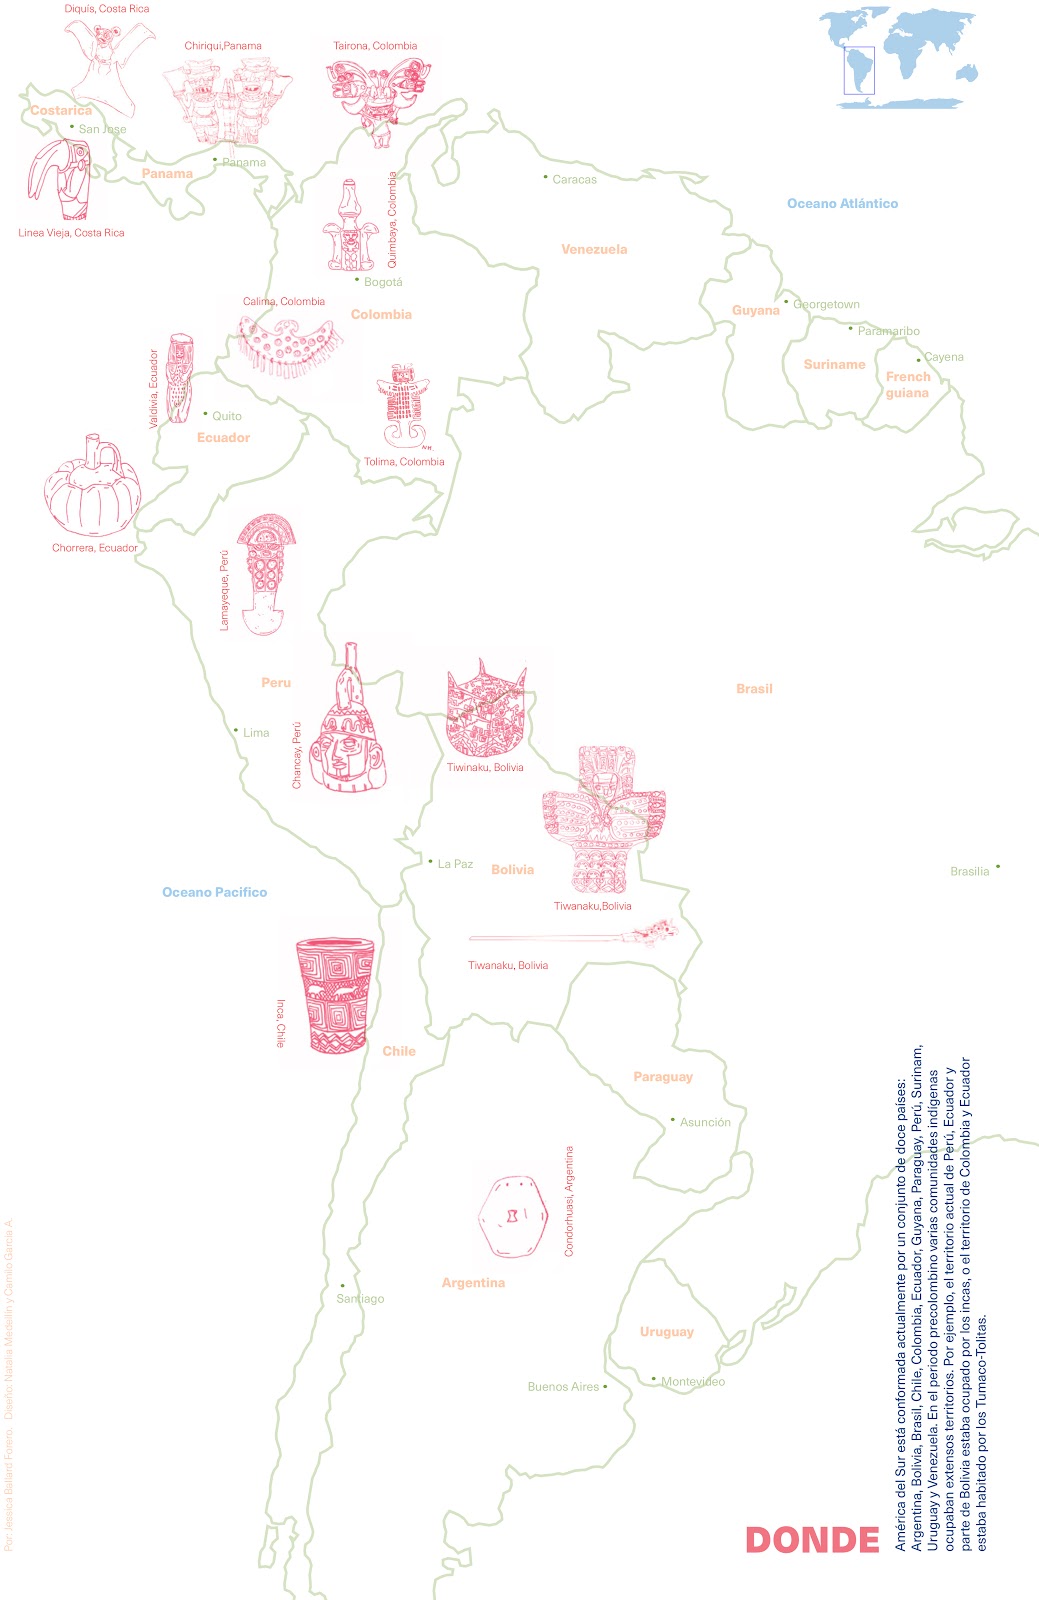 Diquís, Costa Rica
Chiriqui,Panama
Tairona, Colombia
Costarica
San Jose
Panama
Panama
Linea Vieja, Costa Rica
Quimbaya, Colombia
Caracas
Oceano Atlántico
Venezuela
Bogotá
Calima, Colombia
Colombia
Guyana
Georgetown
Paramaribo
Suriname
Cayena
French
guiana
Valdivia, Ecuador
Quito
Ecuador
Tolima, Colombia
Chorrera, Ecuador
Lamayeque, Perú
Peru
Brasil
Lima
Chancay, Perú
Tiwinaku, Bolivia
La Paz
Bolivia
Brasilia
Oceano Pacifico
Tiwanaku,Bolivia
Tiwanaku, Bolivia
Inca, Chile
Chile
Paraguay
Asunción
Condorhuasi, Argentina
Argentina
Santiago
Uruguay
Buenos Aires
Montevideo
DONDE
América del Sur está conformada actualmente por un conjunto de doce países:
Argentina, Bolivia, Brasil, Chile, Colombia, Ecuador, Guyana, Paraguay, Perú, Surinam,
Uruguay y Venezuela. En el periodo precolombino varias comunidades indígenas
ocupaban extensos territorios. Por ejemplo, el territorio actual de Perú, Ecuador y
parte de Bolivia estaba ocupado por los incas, o el territorio de Colombia y Ecuador
estaba habitado por los Tumaco-Tolitas.
Por: Jessica Ballard Forero. Diseño: Natalia Medellín y Camilo García A.